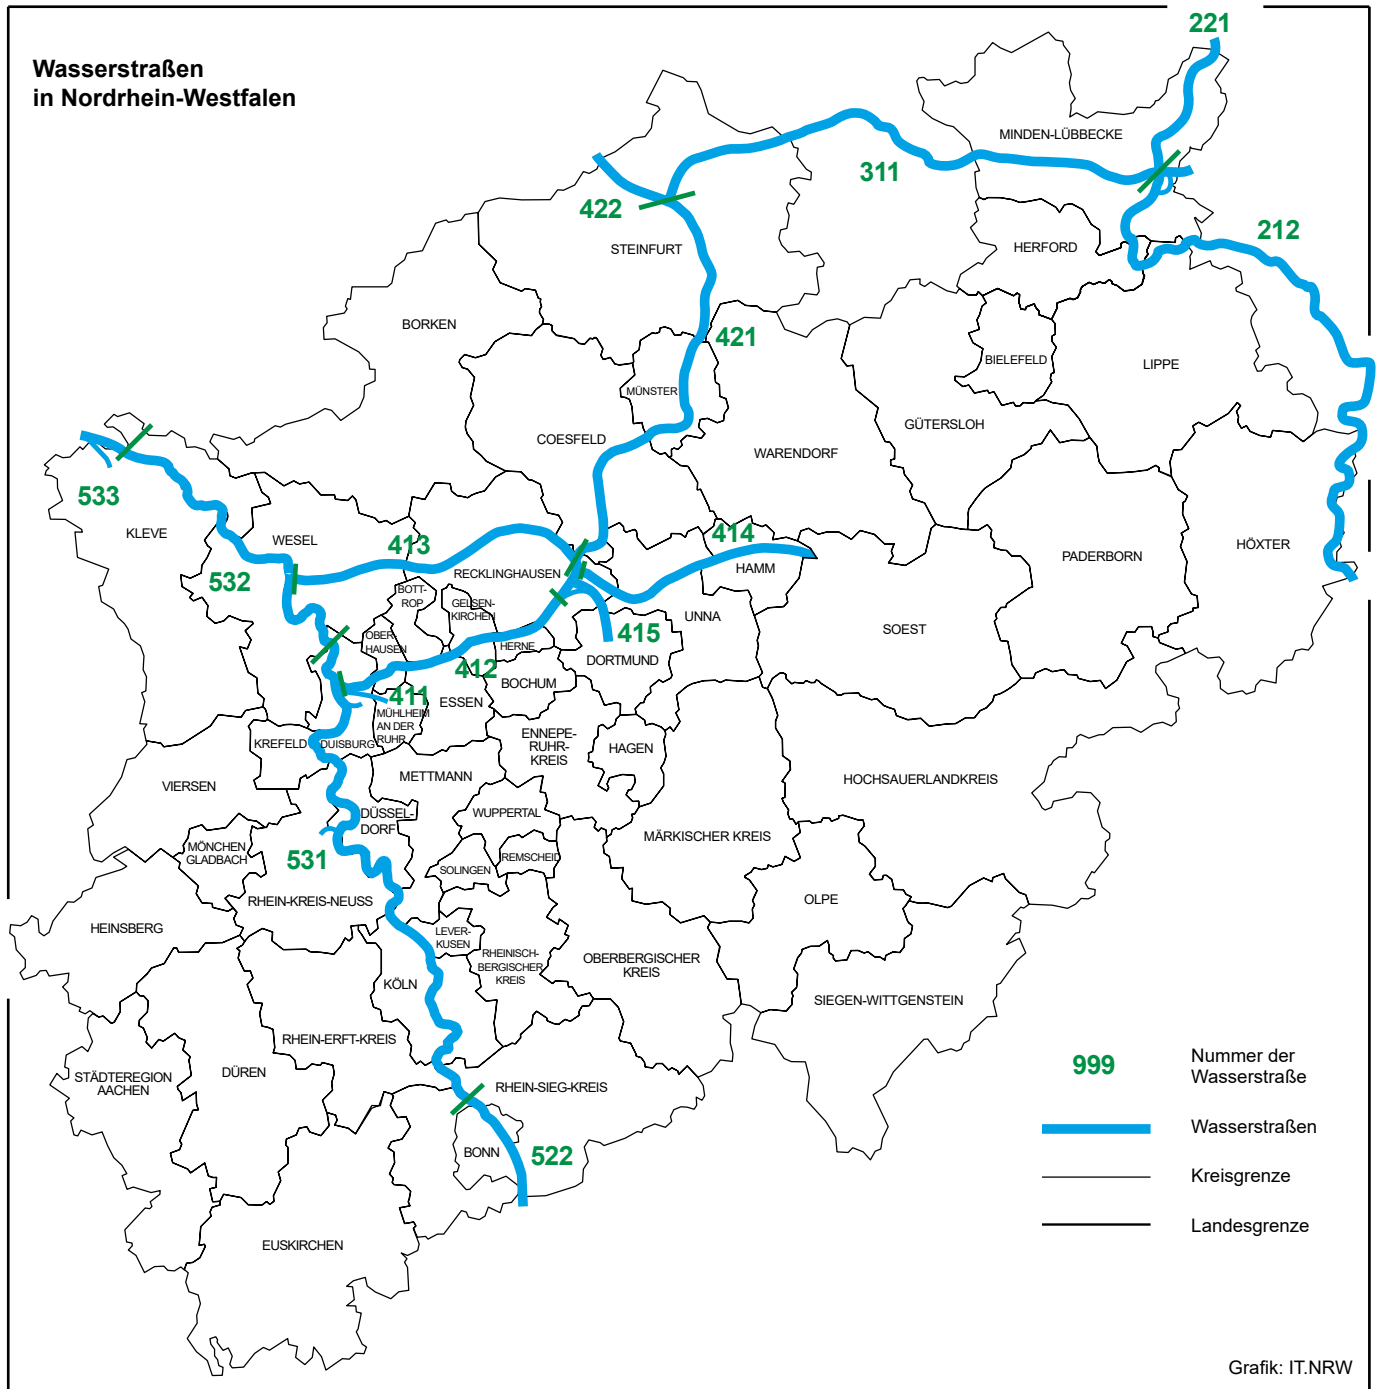 Wasserstraßen
in Nordrhein-Westfalen
221
MINDEN-LÜBBECKE
311
422
212
STEINFURT
HERFORD
BORKEN
421
BIELEFELD
LIPPE
MÜNSTER
GÜTERSLOH
COESFELD
WARENDORF
533
KLEVE
WESEL
413
414
HÖXTER
PADERBORN
532
RECKLINGHAUSEN
HAMM
BOTT-
ROP
GELSEN-
KIRCHEN
UNNA
SOEST
OBER-
HAUSEN
HERNE
415
DORTMUND
412
BOCHUM
411
ESSEN
MÜHLHEIM
AN DER
RUHR
KREFELD
DUISBURG
ENNEPE-
RUHR-
KREIS
HAGEN
METTMANN
HOCHSAUERLANDKREIS
VIERSEN
DÜSSEL-
DORF
WUPPERTAL
MÄRKISCHER KREIS
MÖNCHEN
GLADBACH
531
REMSCHEID
SOLINGEN
RHEIN-KREIS-NEUSS
OLPE
HEINSBERG
LEVER-
KUSEN
RHEINISCH-
BERGISCHER
KREIS
OBERBERGISCHER
KREIS
KÖLN
SIEGEN-WITTGENSTEIN
RHEIN-ERFT-KREIS
DÜREN
STÄDTEREGION
AACHEN
RHEIN-SIEG-KREIS
BONN
522
EUSKIRCHEN
999
Nummer der
Wasserstraße
Wasserstraßen
Kreisgrenze
Landesgrenze
Grafik: IT.NRW